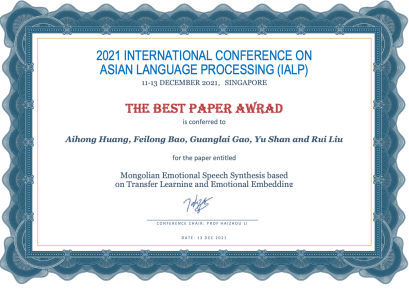 2021 INTERNATIONAL CONFERENCE ON
ASIAN LANGUAGE PROCESSING (IALP)
11-13 DECEMBER 2021, SINGAPORE
THE BEST PAPER AWRAD
is conferred to
Aihong Huang, Feilong Bao, Guanglai Gao, Yu Shan and Rui Liu
for the paper entitled
Mongolian Emotional Speech Synthesis based
on Transfer Learning and Emotional Embedding
CONFERENCE CHAIR: PROF HAIZHOU LI
DATE: 13 DEC 2021